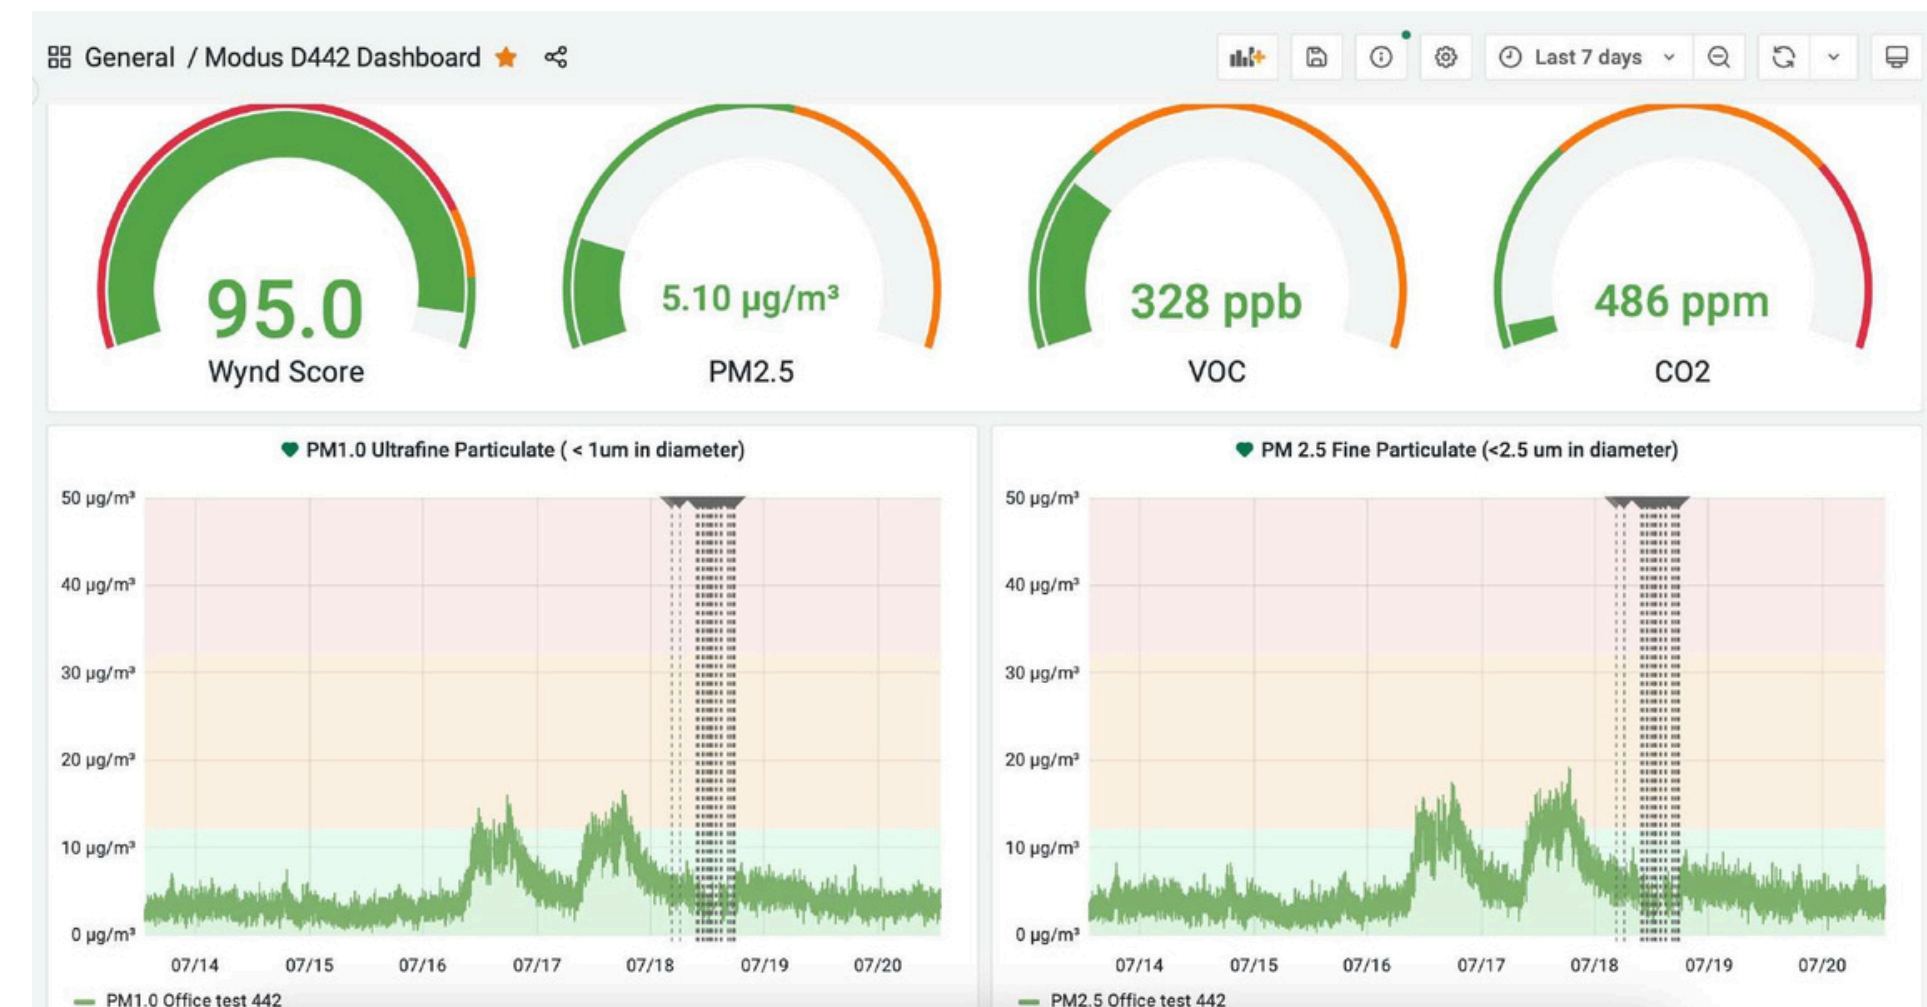 General / Modus D442 Dashboard
Last 7 days
95.0
Wynd Score
5.10 µg/m³
PM2.5
328 ppb
VOC
486 ppm
CO2
PM1.0 Ultrafine Particulate ( < 1um in diameter)
50 µg/m³
40 µg/m³
30 µg/m³
20 µg/m³
10 µg/m³
0 µg/m³
07/14 07/15 07/16 07/17 07/18 07/19 07/20
PM1.0 Office test 442
PM 2.5 Fine Particulate (<2.5 um in diameter)
50 µg/m³
40 µg/m³
30 µg/m³
20 µg/m³
10 µg/m³
0 µg/m³
07/14 07/15 07/16 07/17 07/18 07/19 07/20
PM2.5 Office test 442